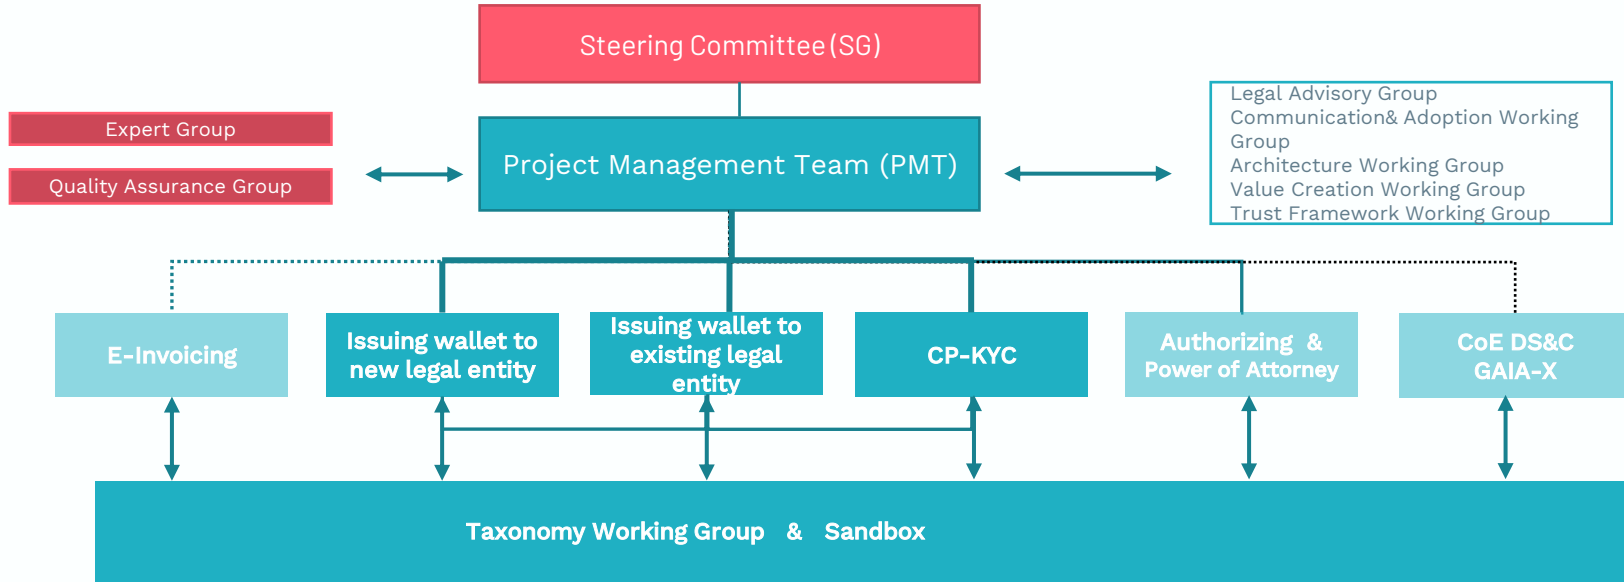 Steering Committee (SG)
Expert Group
Quality Assurance Group
Project Management Team (PMT)
Legal Advisory Group
Communication& Adoption Working
Group
Architecture Working Group
Value Creation Working Group
Trust Framework Working Group
E-Invoicing
Issuing wallet to
new legal entity
Issuing wallet to
existing legal
entity
CP-KYC
Authorizing &
Power of Attorney
CoE DS&C
GAIA-X
Taxonomy Working Group & Sandbox